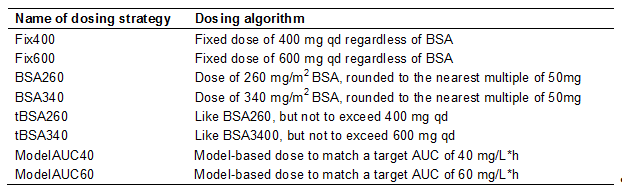 Name of dosing strategy Dosing algorithm
Fix400 Fixed dose of 400 mg qd regardless of BSA
Fix600 Fixed dose of 600 mg qd regardless of BSA
BSA260 Dose of 260 mg/m² BSA, rounded to the nearest multiple of 50mg
BSA340 Dose of 340 mg/m² BSA, rounded to the nearest multiple of 50mg
tBSA260 Like BSA260, but not to exceed 400 mg qd
tBSA340 Like BSA3400, but not to exceed 600 mg qd
ModelAUC40 Model-based dose to match a target AUC of 40 mg/L*h
ModelAUC60 Model-based dose to match a target AUC of 60 mg/L*h